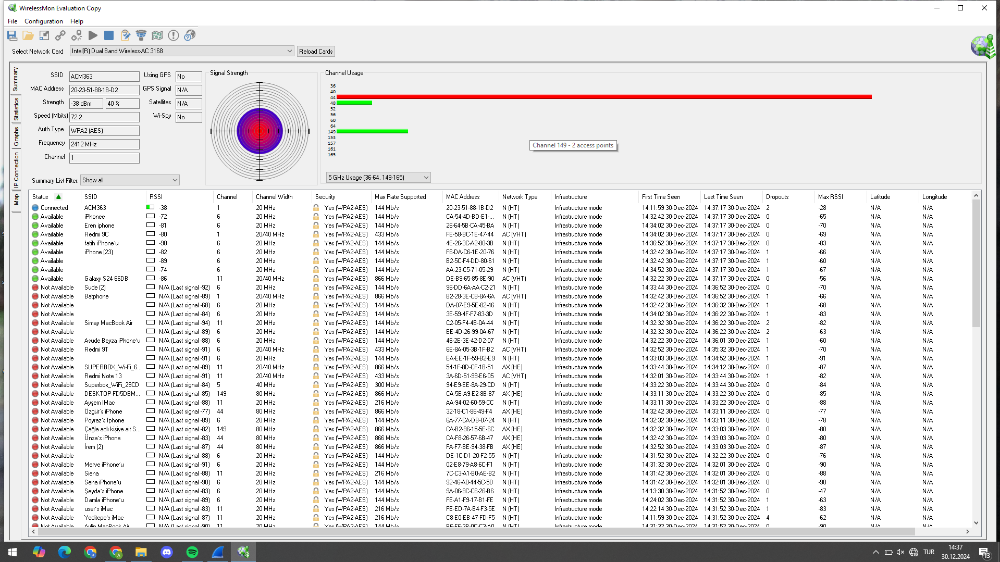 WirelessMon Evaluation Copy
File Configuration Help
Select Network Card Intel(R) Dual Band Wireless-AC 3168 Reload Cards
Summary
Statistics
Graphs
IP Connection
Map
SSID ACM363 Using GPS No
MAC Address 20-23-51-88-1B-D2 GPS Signal N/A
Strength -38 dBm 40 % Satellites N/A
Speed (Mbits) 72.2 Wi-Spy No
Auth Type WPA2 (AES)
Frequency 2412 MHz
Channel 1
Summary List Filter: Show all
Signal Strength
Channel Usage
36
40
44
48
52
56
60
64
149
153
157
161
165
Channel 149 - 2 access points
5 GHz Usage (36-64, 149-165)
Status SSID RSSI Channel Channel Width Security Max Rate Supported MAC Address Network Type Infrastructure First Time Seen Last Time Seen Dropouts Max RSSI Latitude Longitude
Connected ACM363 -38 1 20 MHz Yes (WPA2-AES) 144 Mb/s 20-23-51-88-1B-D2 N (HT) Infrastructure mode 14:11:59 30-Dec-2024 14:37:17 30-Dec-2024 2 -28 N/A N/A
Available iPhonee -72 6 20 MHz Yes (WPA2-AES) 144 Mb/s CA-54-4D-BD-E1-... N (HT) Infrastructure mode 14:32:42 30-Dec-2024 14:37:17 30-Dec-2024 0 -65 N/A N/A
Available Eren iphone -81 6 20 MHz Yes (WPA2-AES) 144 Mb/s 26-64-5B-CA-45-BA N (HT) Infrastructure mode 14:34:02 30-Dec-2024 14:37:17 30-Dec-2024 0 -70 N/A N/A
Available Redmi 9C -80 1 20/40 MHz Yes (WPA2-AES) 433 Mb/s FE-58-BC-1E-47-44 AC (VHT) Infrastructure mode 14:34:02 30-Dec-2024 14:37:17 30-Dec-2024 0 -69 N/A N/A
Available fatih iPhone´u -90 6 20 MHz Yes (WPA2-AES) 144 Mb/s 4E-26-3C-A2-80-3B N (HT) Infrastructure mode 14:36:52 30-Dec-2024 14:37:17 30-Dec-2024 0 -83 N/A N/A
Available iPhone (23) -82 6 20 MHz Yes (WPA2-AES) 144 Mb/s F6-DA-C6-1E-20-76 N (HT) Infrastructure mode 14:32:42 30-Dec-2024 14:37:17 30-Dec-2024 1 -66 N/A N/A
Available -89 6 20 MHz Yes (WPA2-AES) 144 Mb/s B2-5C-F4-DD-80-61 N (HT) Infrastructure mode 14:32:42 30-Dec-2024 14:37:17 30-Dec-2024 1 -60 N/A N/A
Available -74 6 20 MHz Yes (WPA2-AES) 144 Mb/s AA-23-C5-71-05-29 N (HT) Infrastructure mode 14:34:52 30-Dec-2024 14:37:17 30-Dec-2024 1 -67 N/A N/A
Available Galaxy S24 66DB -86 11 20/40 MHz Yes (WPA2-AES) 866 Mb/s DE-B9-65-85-8E-90 AC (VHT) Infrastructure mode 14:32:22 30-Dec-2024 14:37:17 30-Dec-2024 0 -56 N/A N/A
Not Available Sude (2) N/A (Last signal -92) 6 20 MHz Yes (WPA2-AES) 144 Mb/s 96-DD-6A-AA-C2-21 N (HT) Infrastructure mode 14:33:44 30-Dec-2024 14:36:52 30-Dec-2024 0 -70 N/A N/A
Not Available Batphone N/A (Last signal -89) 1 20/40 MHz Yes (WPA2-AES) 866 Mb/s B2-28-3E-CB-8A-6A AC (VHT) Infrastructure mode 14:32:42 30-Dec-2024 14:36:52 30-Dec-2024 1 -66 N/A N/A
Not Available N/A (Last signal -68) 6 20 MHz Yes (WPA2-AES) 144 Mb/s DA-07-E9-5E-82-46 N (HT) Infrastructure mode 14:32:42 30-Dec-2024 14:36:32 30-Dec-2024 1 -68 N/A N/A
Not Available N/A (Last signal -84) 6 20 MHz Yes (WPA2-AES) 144 Mb/s 3E-59-4F-F7-83-3D N (HT) Infrastructure mode 14:34:02 30-Dec-2024 14:36:22 30-Dec-2024 1 -83 N/A N/A
Not Available Simay MacBook Air N/A (Last signal -94) 11 20 MHz Yes (WPA2-AES) 144 Mb/s C2-05-F4-4B-0A-44 N (HT) Infrastructure mode 14:32:32 30-Dec-2024 14:36:22 30-Dec-2024 2 -82 N/A N/A
Not Available N/A (Last signal -89) 6 20 MHz Yes (WPA2-AES) 144 Mb/s EE-4D-26-99-0A-67 N (HT) Infrastructure mode 14:32:32 30-Dec-2024 14:36:22 30-Dec-2024 2 -63 N/A N/A
Not Available Asude Beyza iPhone´u N/A (Last signal -88) 6 20 MHz Yes (WPA2-AES) 144 Mb/s 46-2E-3E-42-D2-07 N (HT) Infrastructure mode 14:32:22 30-Dec-2024 14:36:01 30-Dec-2024 1 -60 N/A N/A
Not Available Redmi 9T N/A (Last signal -91) 6 20/40 MHz Yes (WPA2-AES) 433 Mb/s 6E-8A-05-3B-1F-B2 AC (VHT) Infrastructure mode 14:32:52 30-Dec-2024 14:35:32 30-Dec-2024 1 -70 N/A N/A
Not Available N/A (Last signal -91) 6 20 MHz Yes (WPA2-AES) 144 Mb/s EA-EE-1F-59-B2-E9 N (HT) Infrastructure mode 14:33:03 30-Dec-2024 14:34:52 30-Dec-2024 1 -91 N/A N/A
Not Available SUPERBOX_Wi-Fi_6... N/A (Last signal -89) 11 20/40 MHz Yes (WPA2-AES) 866 Mb/s 54-1F-8D-CF-1B-51 AX (HE) Infrastructure mode 14:33:44 30-Dec-2024 14:34:12 30-Dec-2024 0 -87 N/A N/A
Not Available Redmi Note 13 N/A (Last signal -91) 11 20/40 MHz Yes (WPA2-AES) 433 Mb/s 3A-6D-51-99-E6-05 AC (VHT) Infrastructure mode 14:32:01 30-Dec-2024 14:33:44 30-Dec-2024 1 -82 N/A N/A
Not Available Superbox_WiFi_29CD N/A (Last signal -84) 5 40 MHz Yes (WPA2-AES) 300 Mb/s 94-E9-EE-8A-29-CD N (HT) Infrastructure mode 14:33:22 30-Dec-2024 14:33:44 30-Dec-2024 0 -84 N/A N/A
Not Available DESKTOP-FD5DBM... N/A (Last signal -85) 149 80 MHz Yes (WPA2-AES) 866 Mb/s CA-5E-A9-E2-8B-87 AX (HE) Infrastructure mode 14:33:11 30-Dec-2024 14:33:22 30-Dec-2024 0 -85 N/A N/A
Not Available Ayşem IMac N/A (Last signal -88) 11 20 MHz Yes (WPA2-AES) 216 Mb/s AA-94-02-60-59-CC N (HT) Infrastructure mode 14:33:11 30-Dec-2024 14:33:22 30-Dec-2024 0 -88 N/A N/A
Not Available Özgür´s iPhone N/A (Last signal -77) 44 80 MHz Yes (WPA2-AES) 866 Mb/s 32-18-C1-86-49-F4 AX (HE) Infrastructure mode 14:32:42 30-Dec-2024 14:33:11 30-Dec-2024 0 -77 N/A N/A
Not Available Poyraz´s Iphone N/A (Last signal -89) 6 20 MHz Yes (WPA2-AES) 144 Mb/s 6A-77-CA-DB-07-24 N (HT) Infrastructure mode 14:32:32 30-Dec-2024 14:33:11 30-Dec-2024 0 -78 N/A N/A
Not Available Çağla adlı kişiye ait S... N/A (Last signal -82) 149 80 MHz Yes (WPA2-AES) 866 Mb/s CA-B2-96-15-5E-6C AX (HE) Infrastructure mode 14:32:32 30-Dec-2024 14:33:03 30-Dec-2024 0 -80 N/A N/A
Not Available Ünsa´s iPhone N/A (Last signal -83) 44 80 MHz Yes (WPA2-AES) 866 Mb/s CA-F8-26-57-6B-47 AX (HE) Infrastructure mode 14:32:42 30-Dec-2024 14:33:03 30-Dec-2024 0 -80 N/A N/A
Not Available İrem (2) N/A (Last signal -87) 44 80 MHz Yes (WPA2-AES) 866 Mb/s FA-F7-BE-94-38-FB AX (HE) Infrastructure mode 14:32:52 30-Dec-2024 14:33:03 30-Dec-2024 0 -87 N/A N/A
Not Available N/A (Last signal -88) 6 20 MHz Yes (WPA2-AES) 144 Mb/s DE-1C-D1-20-F2-55 N (HT) Infrastructure mode 14:31:52 30-Dec-2024 14:32:22 30-Dec-2024 0 -76 N/A N/A
Not Available Merve iPhone´u N/A (Last signal -91) 6 20 MHz Yes (WPA2-AES) 144 Mb/s 02-E8-79-A8-6C-F1 N (HT) Infrastructure mode 14:31:32 30-Dec-2024 14:32:01 30-Dec-2024 0 -90 N/A N/A
Not Available Siena N/A (Last signal -88) 11 20 MHz Yes (WPA2-AES) 216 Mb/s 7C-C3-A1-B0-AE-B2 N (HT) Infrastructure mode 14:31:42 30-Dec-2024 14:32:01 30-Dec-2024 0 -88 N/A N/A
Not Available Sena iPhone´u N/A (Last signal -90) 6 20 MHz Yes (WPA2-AES) 144 Mb/s 92-46-A0-44-5C-50 N (HT) Infrastructure mode 14:31:42 30-Dec-2024 14:32:01 30-Dec-2024 0 -90 N/A N/A
Not Available Şeyda´s iPhone N/A (Last signal -83) 6 20 MHz Yes (WPA2-AES) 144 Mb/s 9A-06-9C-C6-26-B6 N (HT) Infrastructure mode 14:13:30 30-Dec-2024 14:31:52 30-Dec-2024 0 -47 N/A N/A
Not Available Damla iPhone´u N/A (Last signal -89) 6 20 MHz Yes (WPA2-AES) 144 Mb/s FE-A1-F9-17-B1-FE N (HT) Infrastructure mode 14:24:02 30-Dec-2024 14:31:52 30-Dec-2024 1 -63 N/A N/A
Not Available user´s iMac N/A (Last signal -83) 11 20 MHz Yes (WPA2-AES) 216 Mb/s FE-ED-7A-B4-F3-5E N (HT) Infrastructure mode 14:22:14 30-Dec-2024 14:31:52 30-Dec-2024 1 -83 N/A N/A
Not Available Yeditepe's iMac N/A (Last signal -87) 11 20 MHz Yes (WPA2-AES) 216 Mb/s C8-E0-EB-47-FD-F5 N (HT) Infrastructure mode 14:11:59 30-Dec-2024 14:31:52 30-Dec-2024 4 -62 N/A N/A
Not Available MacBook Air N/A (Last signal -90) 11 20 MHz Yes (WPA2-AES) 144 Mb/s N (HT) Infrastructure mode 14:31:32 30-Dec-2024 14:31:52 30-Dec-2024 0 -90 N/A N/A
TUR 14:37
30.12.2024 13